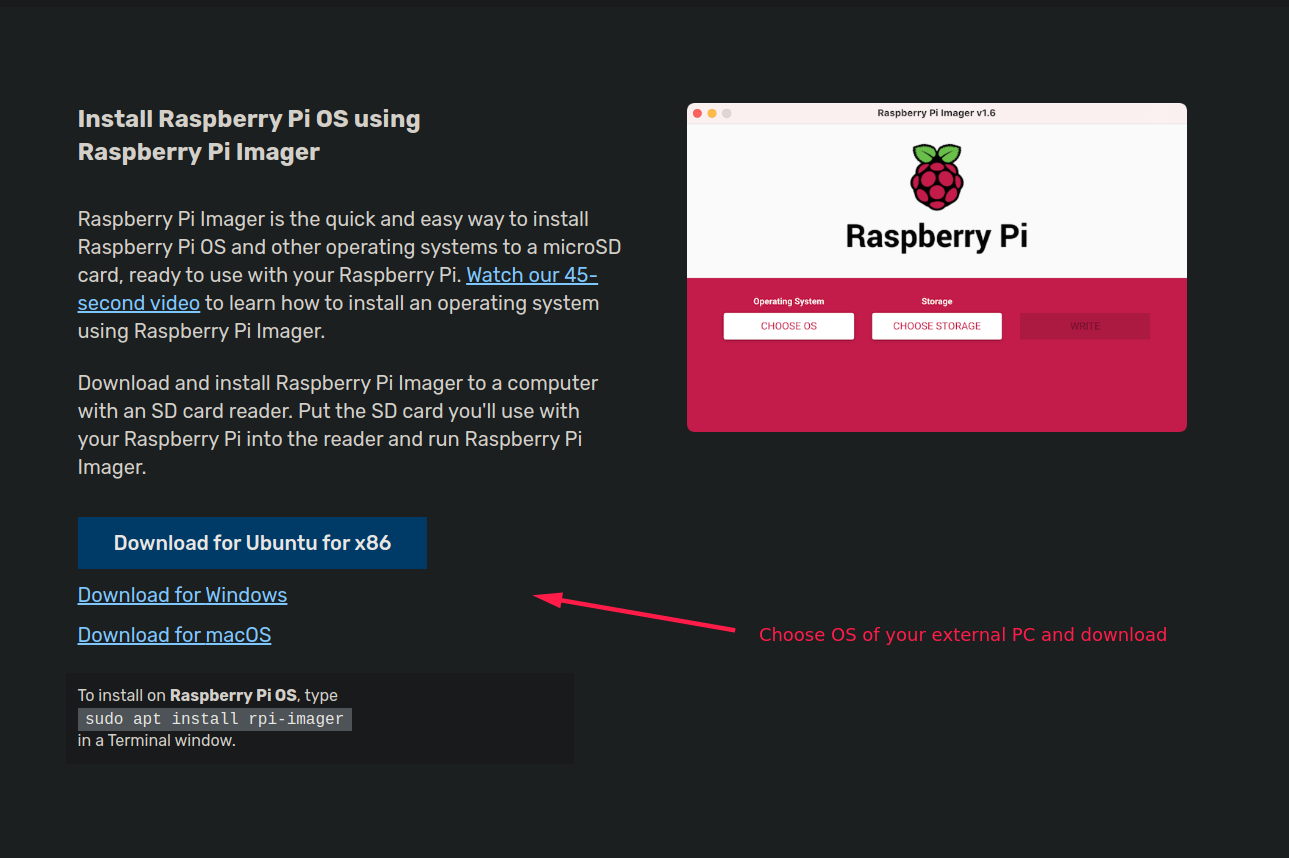 Install Raspberry Pi OS using
Raspberry Pi Imager
Raspberry Pi Imager is the quick and easy way to install
Raspberry Pi OS and other operating systems to a microSD
card, ready to use with your Raspberry Pi. Watch our 45-
second video to learn how to install an operating system
using Raspberry Pi Imager.
Download and install Raspberry Pi Imager to a computer
with an SD card reader. Put the SD card you'll use with
your Raspberry Pi into the reader and run Raspberry Pi
Imager.
Download for Ubuntu for x86
Download for Windows
Download for macOS
To install on Raspberry Pi OS, type
sudo apt install rpi-imager
in a Terminal window.
Raspberry Pi Imager v1.6
Raspberry Pi
Operating System
Storage
CHOOSE OS
CHOOSE STORAGE
WRITE
Choose OS of your external PC and download